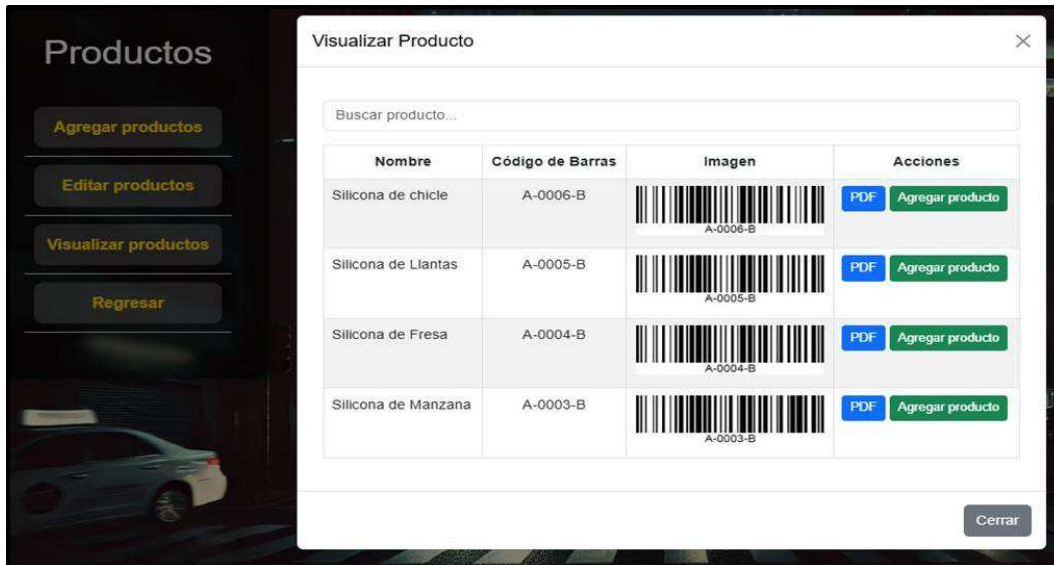 Productos
Agregar productos
Editar productos
Visualizar productos
Regresar
Visualizar Producto
Buscar producto...
Nombre Código de Barras Imagen Acciones
Silicona de chicle A-0006-B A-0006-B PDF Agregar producto
Silicona de Llantas A-0005-B A-0005-B PDF Agregar producto
Silicona de Fresa A-0004-B A-0004-B PDF Agregar producto
Silicona de Manzana A-0003-B A-0003-B PDF Agregar producto
Cerrar